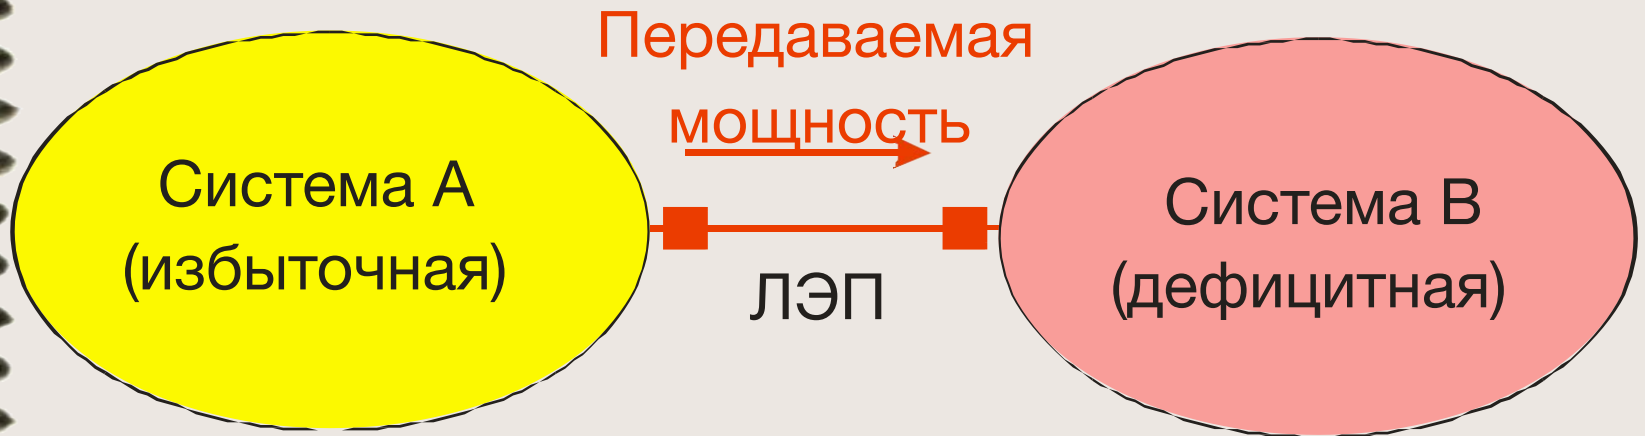 Передаваемая
мощность
Система А
(избыточная)
ЛЭП
Система В
(дефицитная)